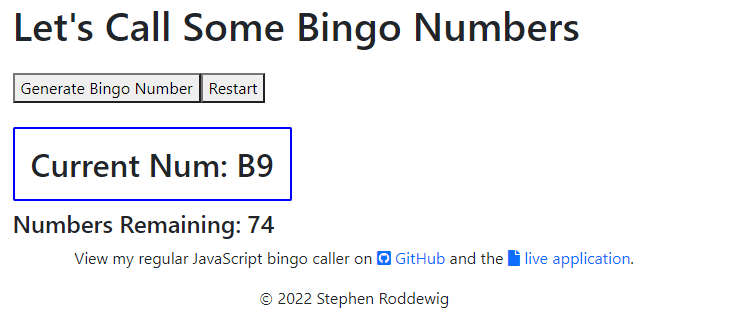 Let's Call Some Bingo Numbers
Generate Bingo Number Restart
Current Num: B9
Numbers Remaining: 74
View my regular JavaScript bingo caller on GitHub and the live application.
© 2022 Stephen Roddewig